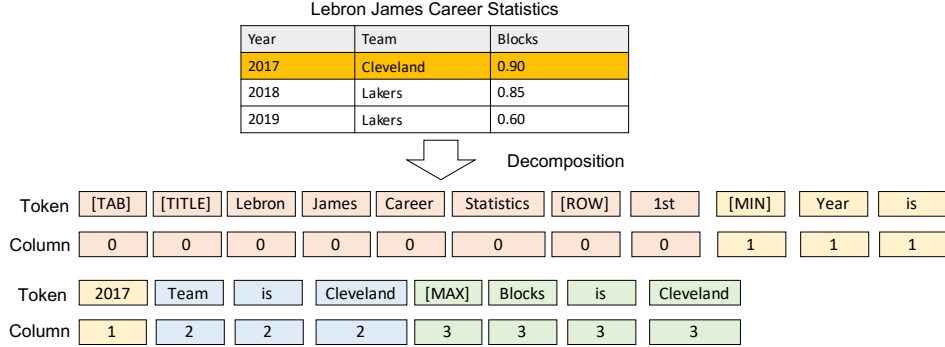 Lebron James Career Statistics
Year Team Blocks
2017 Cleveland 0.90
2018 Lakers 0.85
2019 Lakers 0.60
Decomposition
Token [TAB] [TITLE] Lebron James Career Statistics [ROW] 1st [MIN] Year is
Column 0 0 0 0 0 0 0 0 1 1 1
Token 2017 Team is Cleveland [MAX] Blocks is Cleveland
Column 1 2 2 2 3 3 3 3